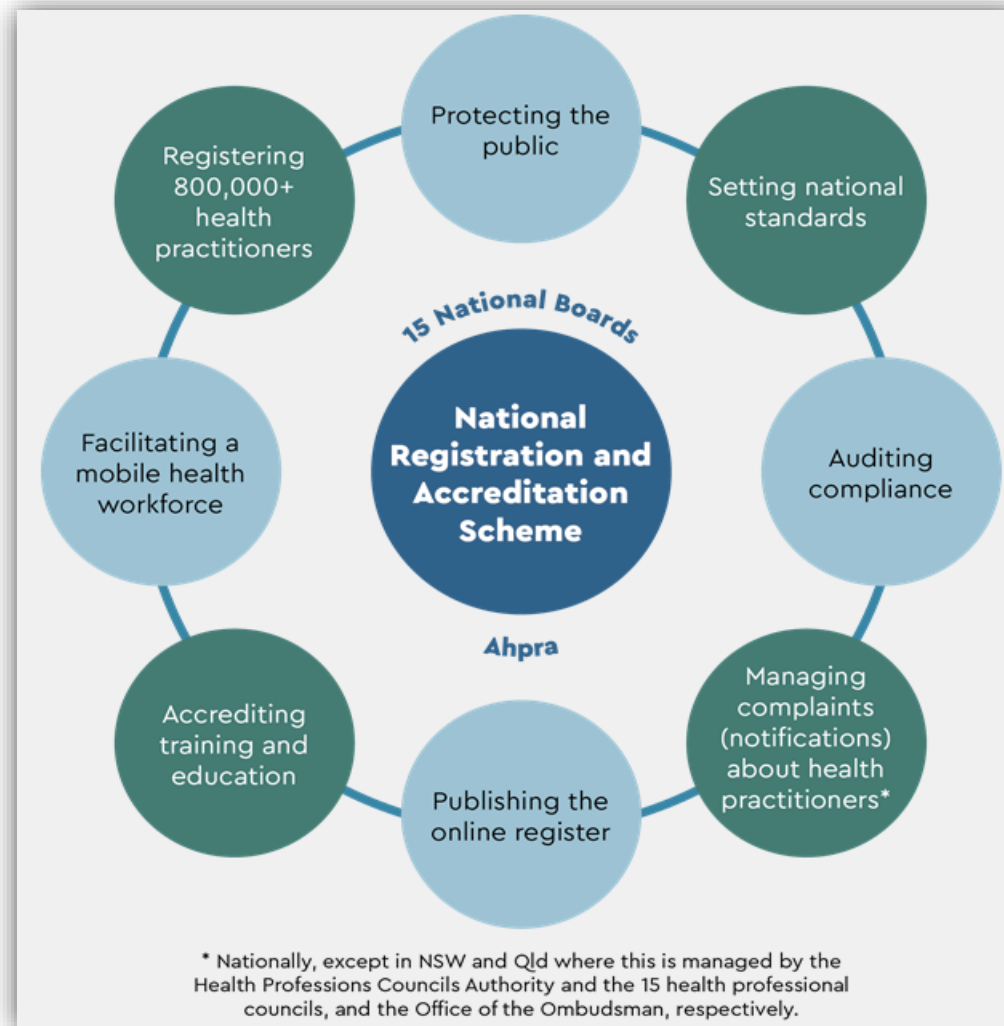 Protecting the
public
Setting national
standards
Auditing
compliance
Managing
complaints
(notifications)
about health
practitioners*
Publishing the
online register
Accrediting
training and
education
Facilitating a
mobile health
workforce
Registering
800,000+
health
practitioners
15 National Boards
National
Registration and
Accreditation
Scheme
Ahpra
* Nationally, except in NSW and Qld where this is managed by the
Health Professions Councils Authority and the 15 health professional
councils, and the Office of the Ombudsman, respectively.